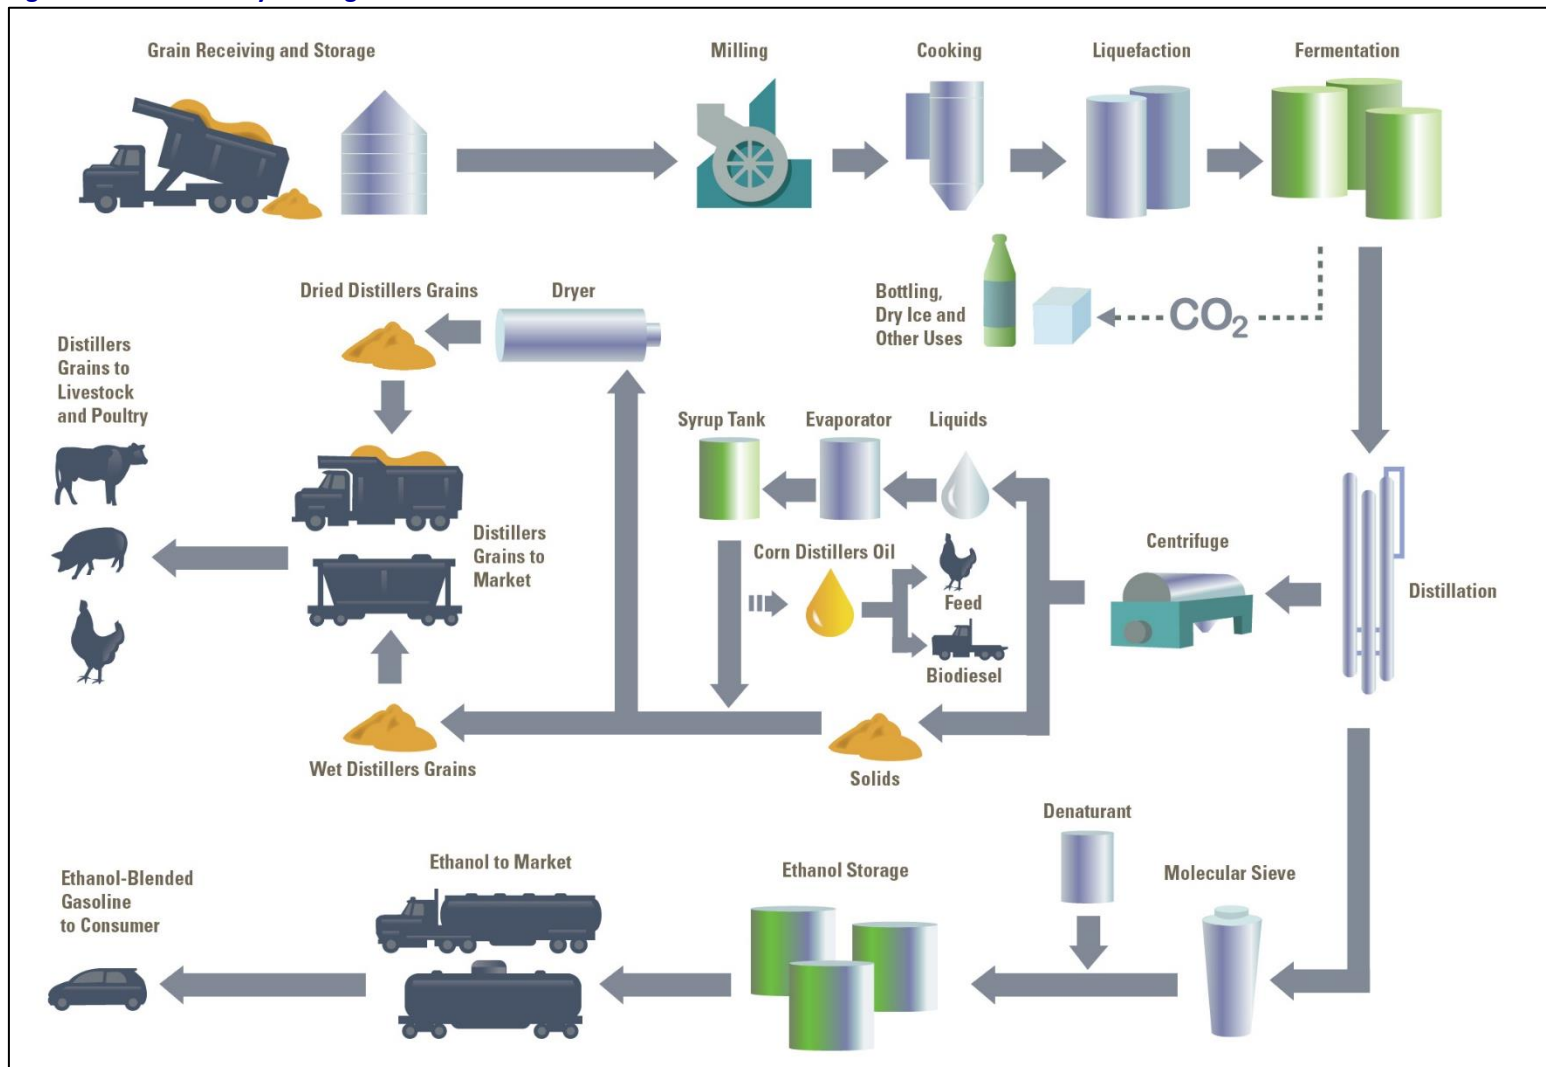 Grain Receiving and Storage
Milling
Cooking
Liquefaction
Fermentation
Bottling,
Dry Ice and
Other Uses
CO2
Dried Distillers Grains
Dryer
Distillers
Grains to
Livestock
and Poultry
Syrup Tank
Evaporator
Liquids
Distillers
Grains to
Market
Corn Distillers Oil
Feed
Biodiesel
Centrifuge
Distillation
Wet Distillers Grains
Solids
Denaturant
Molecular Sieve
Ethanol Storage
Ethanol to Market
Ethanol-Blended
Gasoline
to Consumer